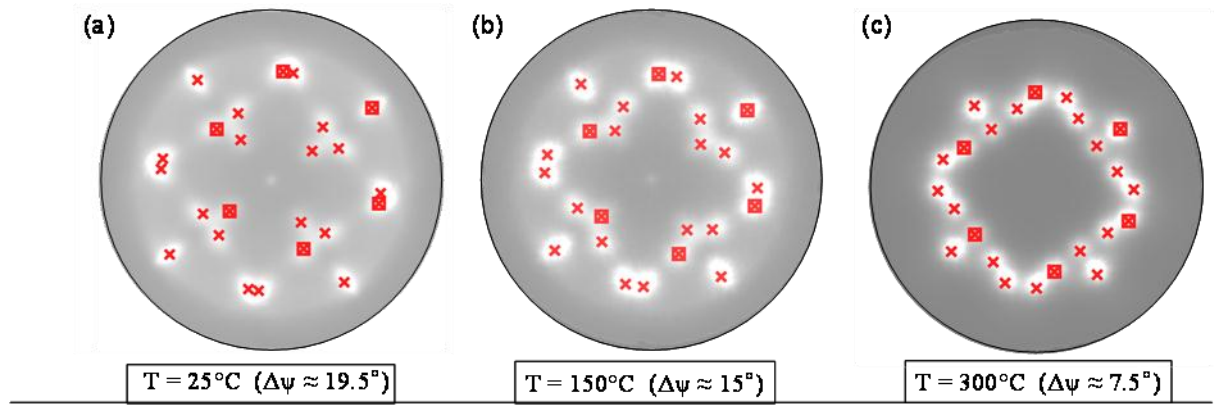 (a)
(b)
(c)
T = 25°C (Δψ ≈ 19.5°)
T = 150°C (Δψ ≈ 15°)
T = 300°C (Δψ ≈ 7.5°)